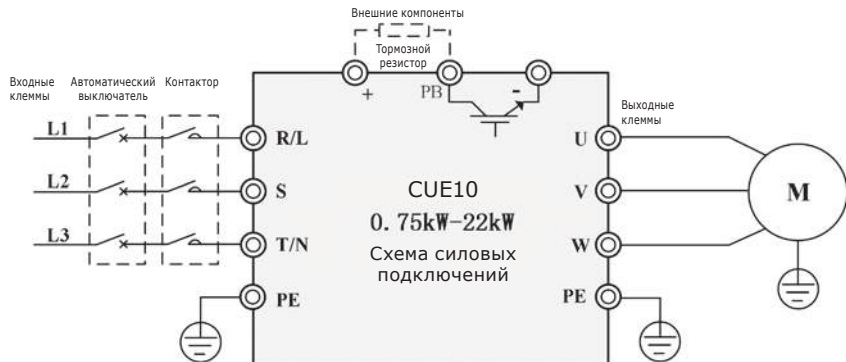 Внешние компоненты
Тормозной
резистор
+
PB
-
Входные
клеммы
Автоматический
выключатель
Контактор
Выходные
клеммы
L1
R/L
U
L2
S
V
M
L3
T/N
W
CUE10
0.75kW-22kW
Схема силовых
подключений
PE
PE